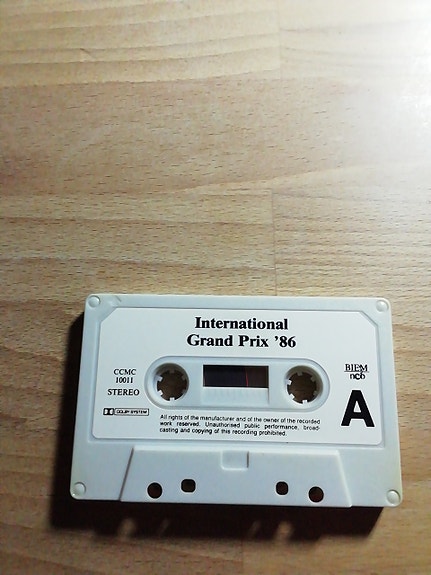 International
Grand Prix '86
CCMC
10011
STEREO
DOLBY SYSTEM
BIEM
ncb
A
All rights of the manufacturer and of the owner of the recorded
work reserved. Unauthorised public performance, broad-
casting and copying of this recording prohibited.